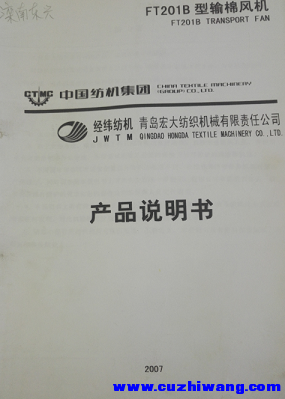 FT201B 型输棉风机
FT201B TRANSPORT FAN
CTMC 中国纺机集团 CHINA TEXTILE MACHINERY
(GROUP) CO., LTD.
经纬纺机 青岛宏大纺织机械有限责任公司
JWTM QINGDAO HONGDA TEXTILE MACHINERY CO., LTD.
产品说明书
2007
www.cuzhiwang.com